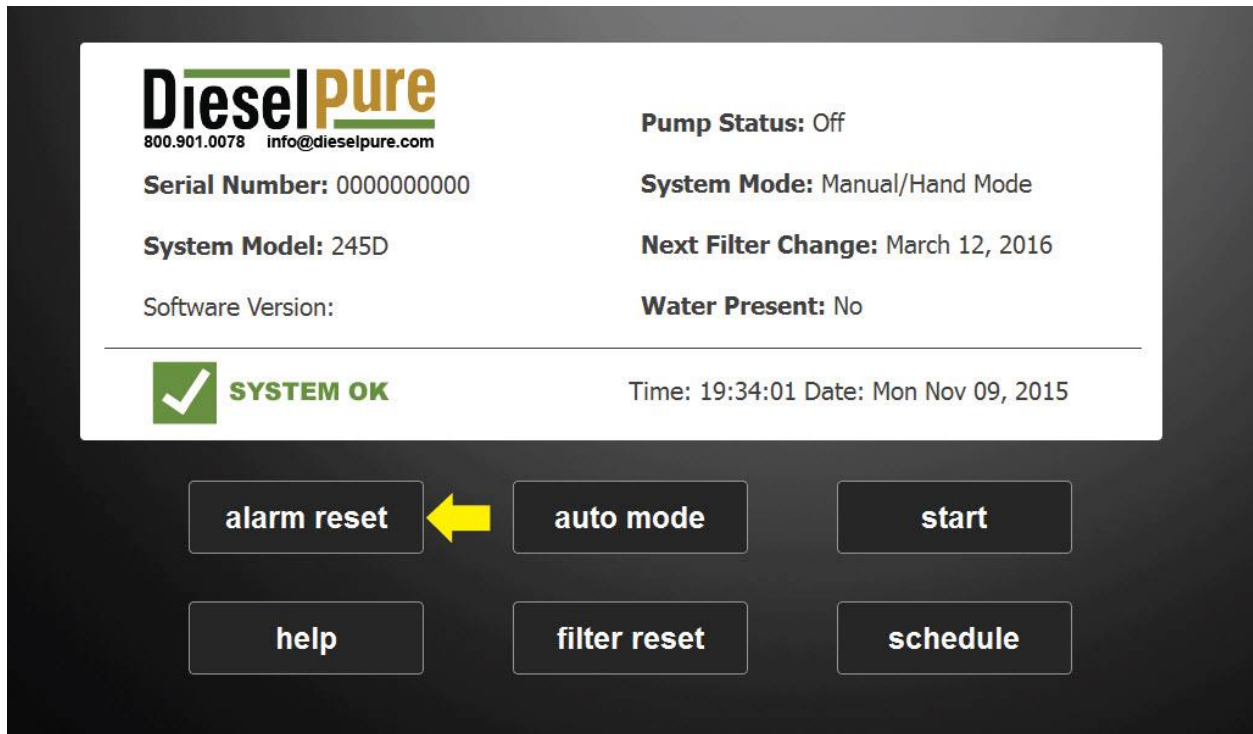 DieselPure
800.901.0078 info@dieselpure.com
Serial Number: 0000000000
System Model: 245D
Software Version:
Pump Status: Off
System Mode: Manual/Hand Mode
Next Filter Change: March 12, 2016
Water Present: No
SYSTEM OK
Time: 19:34:01 Date: Mon Nov 09, 2015
alarm reset
auto mode
start
help
filter reset
schedule